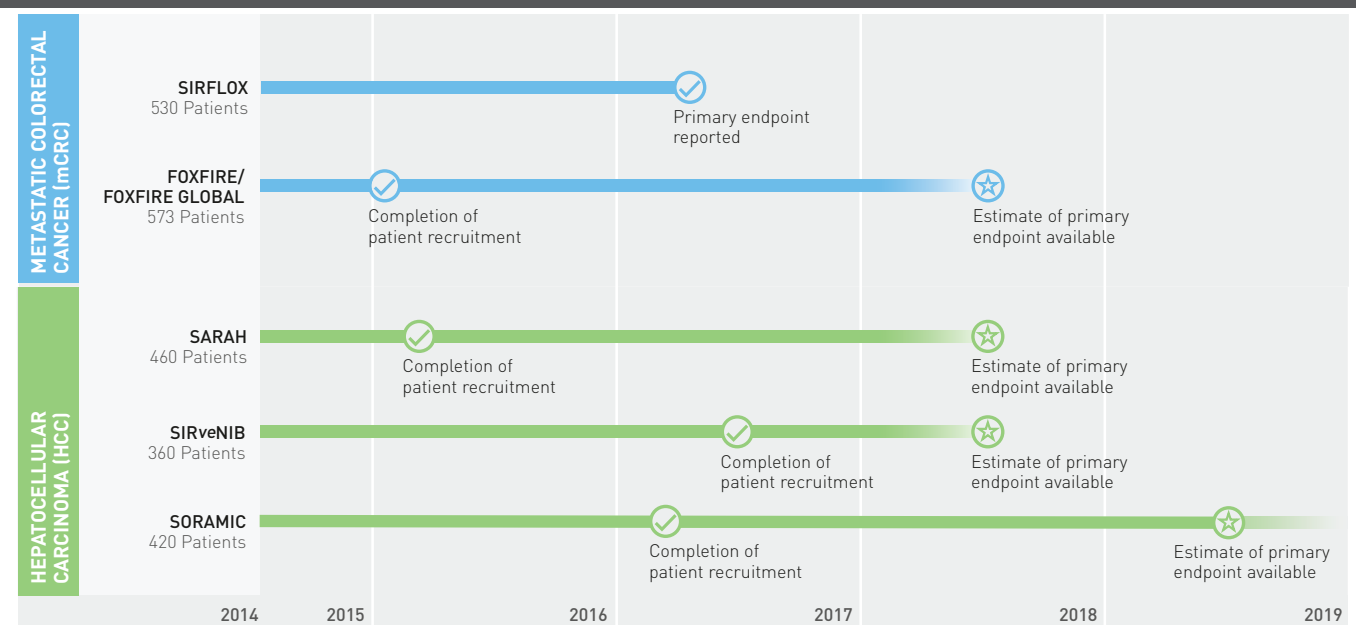 METASTATIC COLORECTAL
CANCER (mCRC)
SIRFLOX
530 Patients
Primary endpoint
reported
FOXFIRE/
FOXFIRE GLOBAL
573 Patients
Completion of
patient recruitment
Estimate of primary
endpoint available
HEPATOCELLULAR
CARCINOMA (HCC)
SARAH
460 Patients
Completion of
patient recruitment
Estimate of primary
endpoint available
SIRveNIB
360 Patients
Completion of
patient recruitment
Estimate of primary
endpoint available
SORAMIC
420 Patients
Completion of
patient recruitment
Estimate of primary
endpoint available
2014 2015 2016 2017 2018 2019